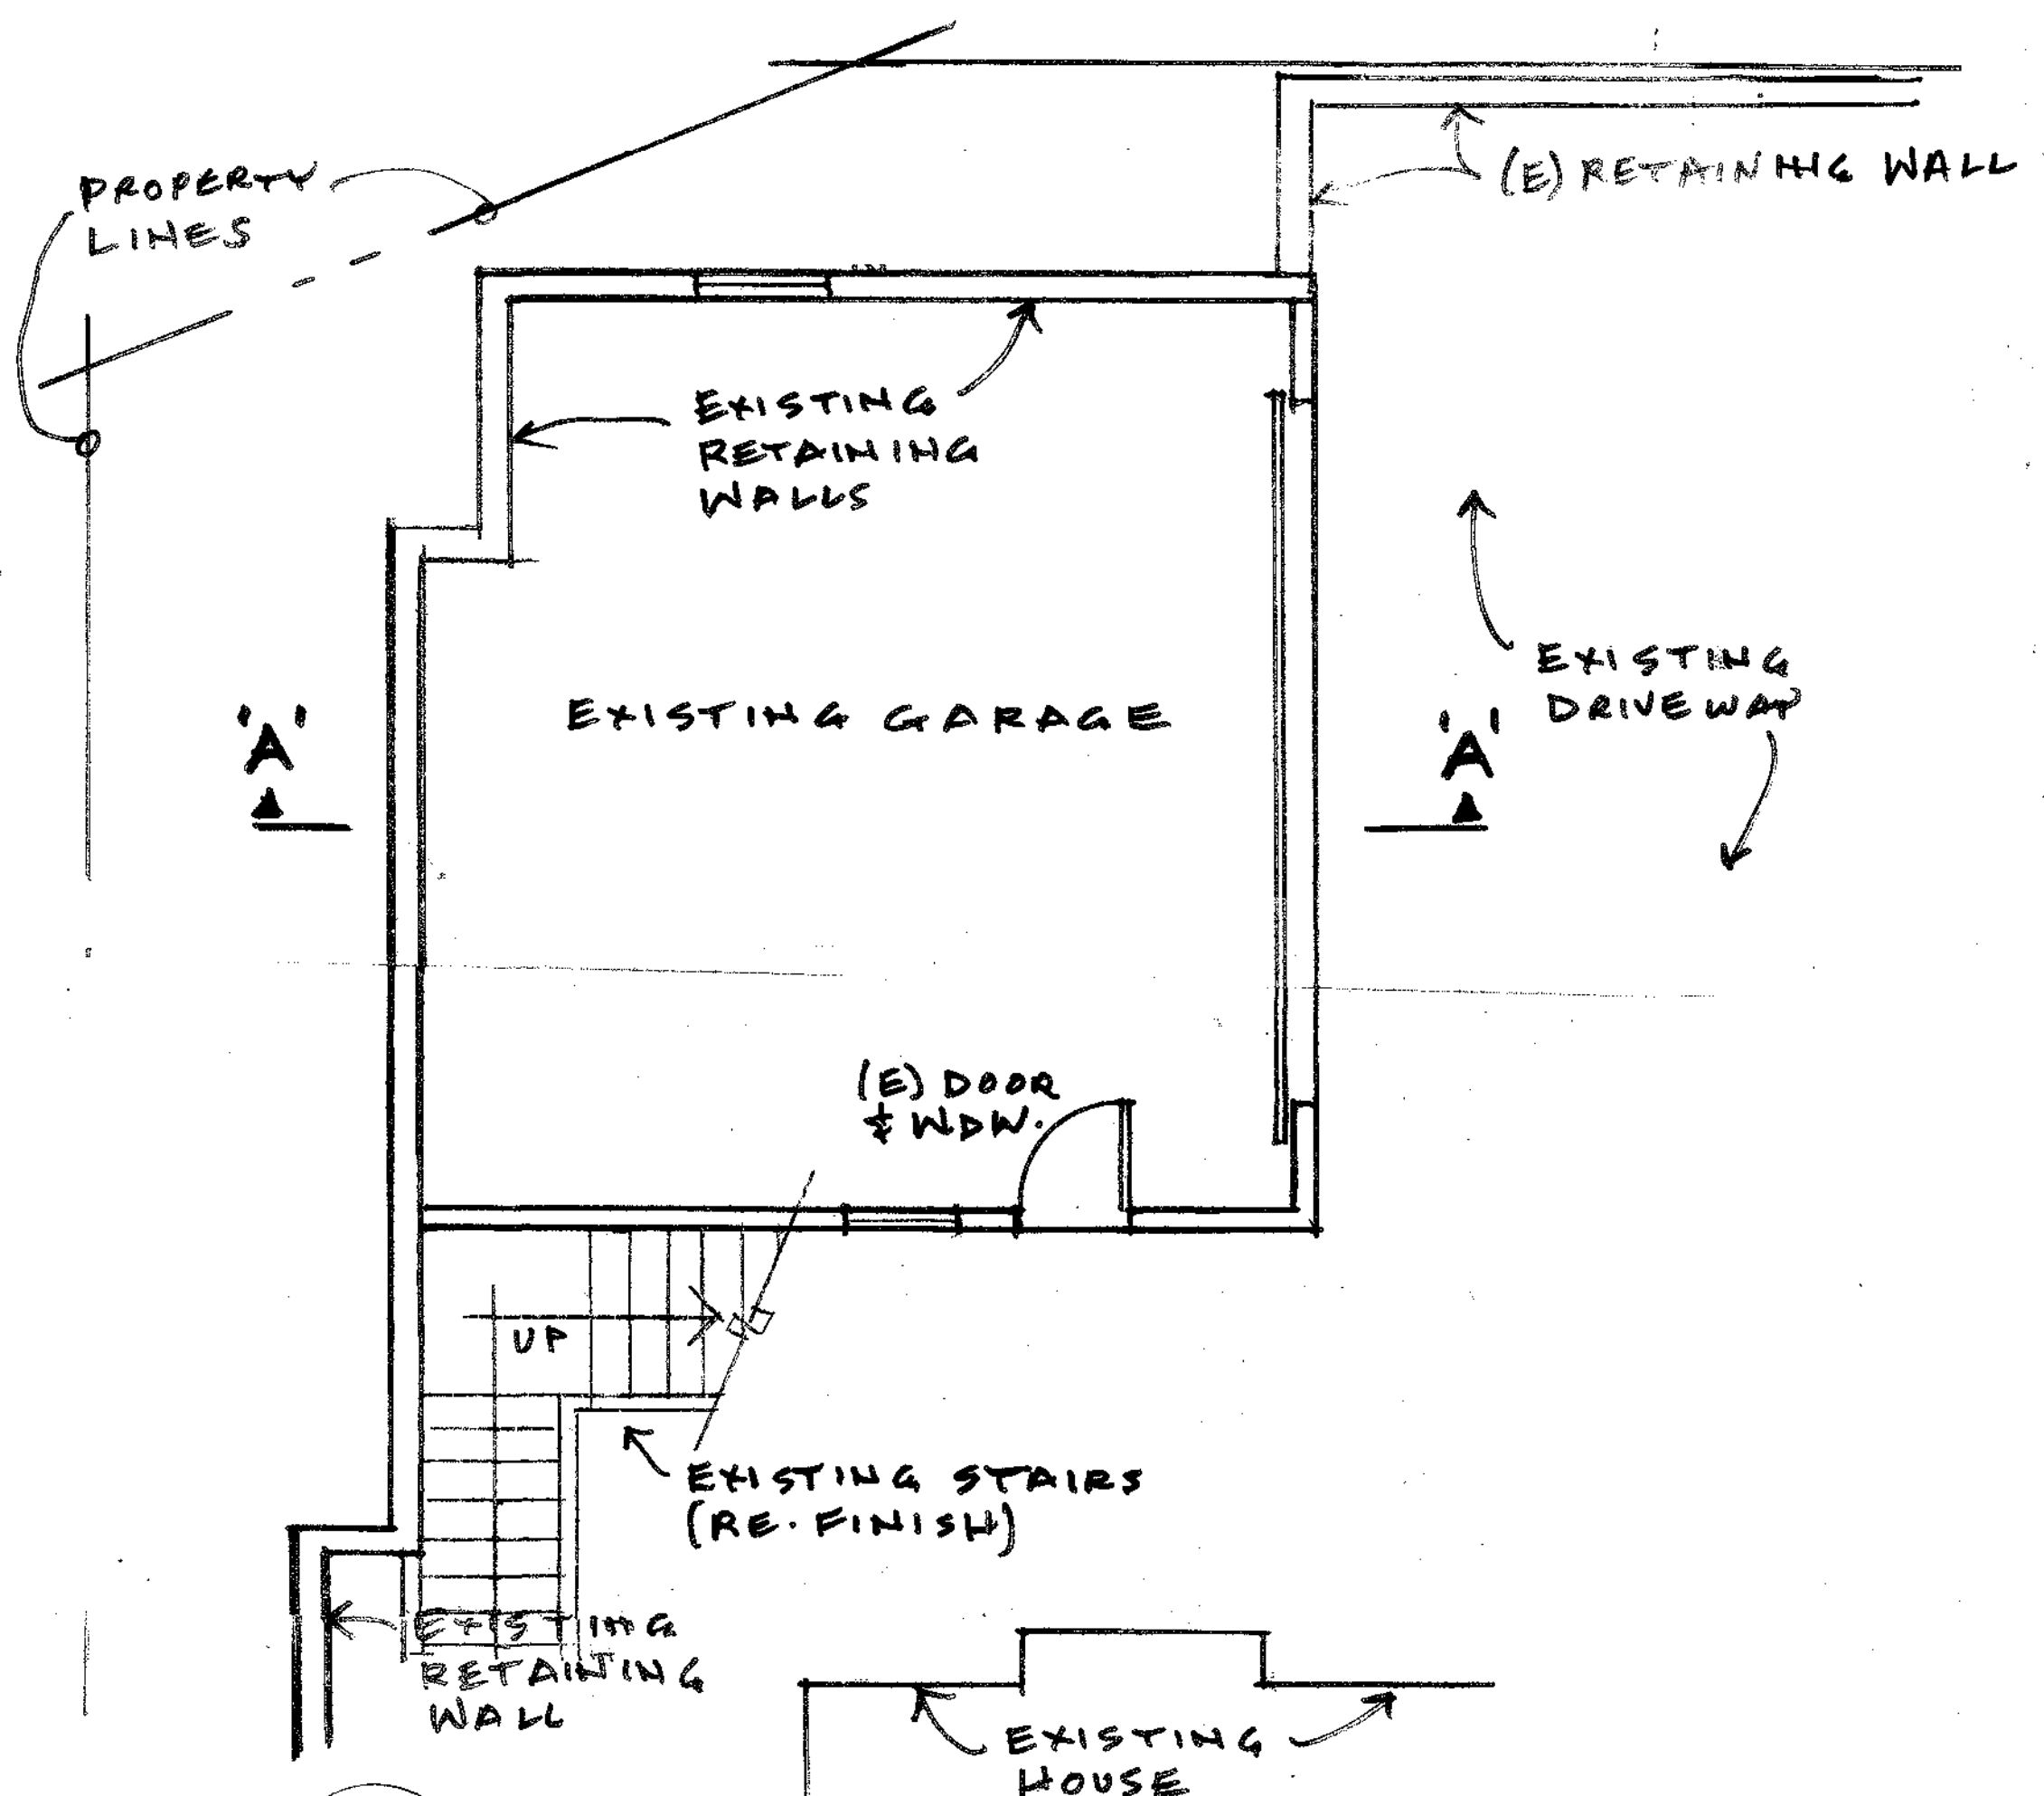 PROPERTY
LINES
(E) RETAINING WALL
EXISTING
RETAINING
WALLS
EXISTING GARAGE
'A'
'A'
EXISTING
DRIVEWAY
(E) DOOR
& WDW.
UP
EXISTING STAIRS
(RE. FINISH)
EXISTING
RETAINING
WALL
EXISTING
HOUSE